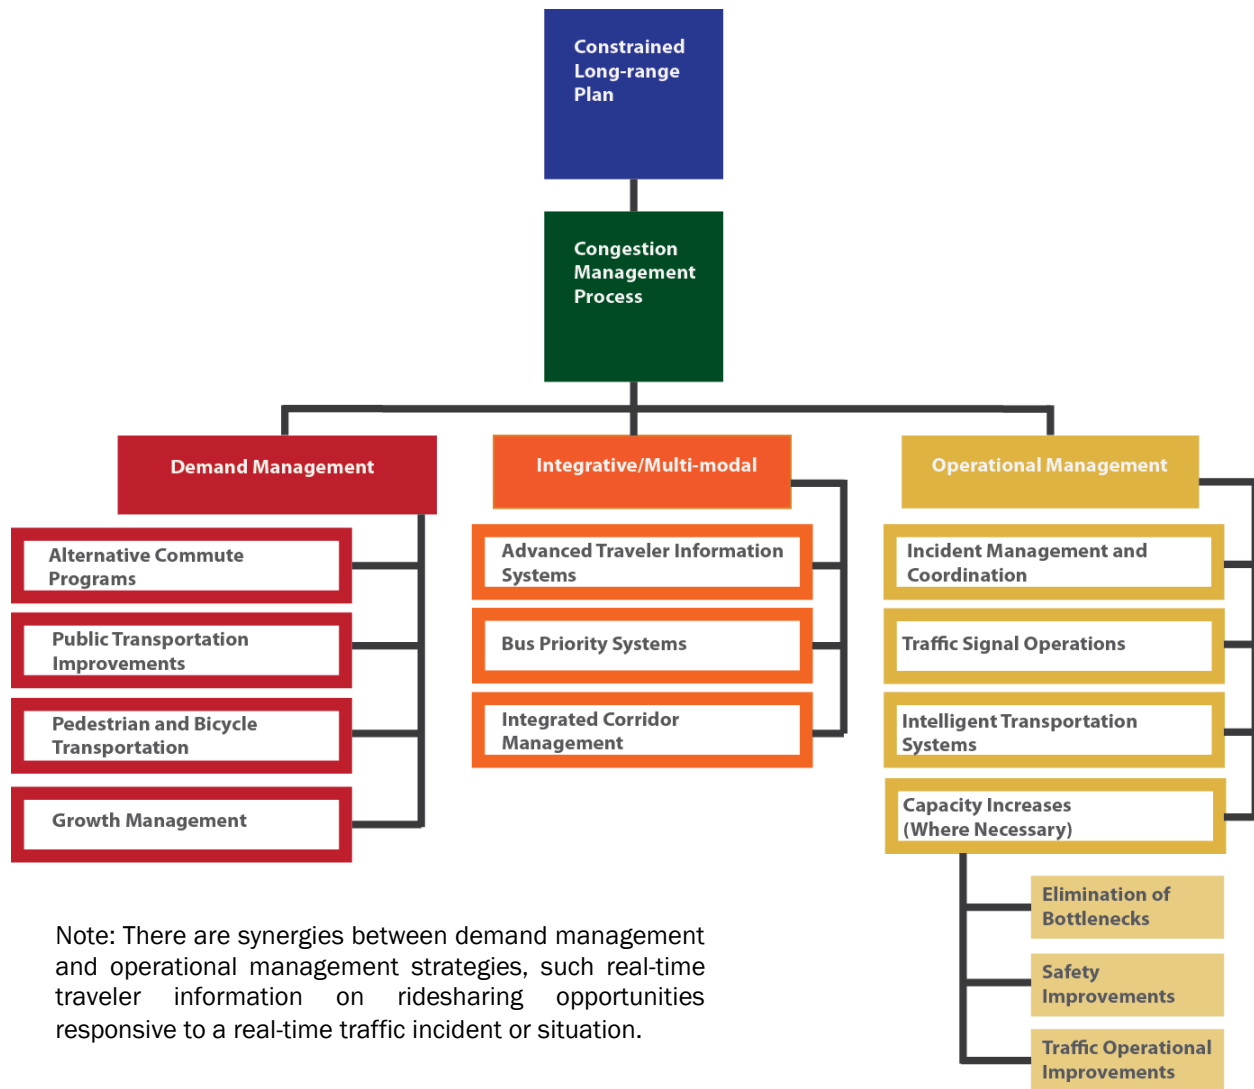 Constrained
Long-range
Plan
Congestion
Management
Process
Demand Management
Alternative Commute
Programs
Public Transportation
Improvements
Pedestrian and Bicycle
Transportation
Growth Management
Integrative/Multi-modal
Advanced Traveler Information
Systems
Bus Priority Systems
Integrated Corridor
Management
Operational Management
Incident Management and
Coordination
Traffic Signal Operations
Intelligent Transportation
Systems
Capacity Increases
(Where Necessary)
Elimination of
Bottlenecks
Safety
Improvements
Traffic Operational
Improvements
Note: There are synergies between demand management
and operational management strategies, such real-time
traveler information on ridesharing opportunities
responsive to a real-time traffic incident or situation.